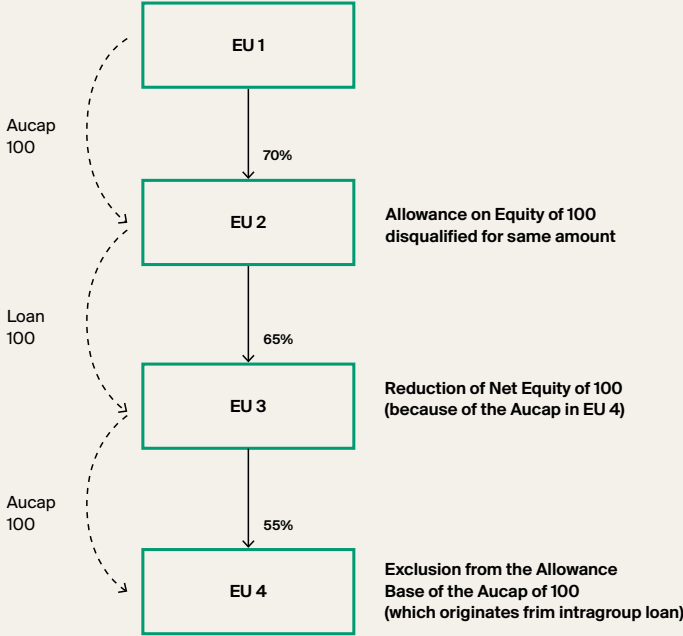 EU 1
Aucap
100
70%
EU 2
Allowance on Equity of 100
disqualified for same amount
Loan
100
65%
EU 3
Reduction of Net Equity of 100
(because of the Aucap in EU 4)
Aucap
100
55%
EU 4
Exclusion from the Allowance
Base of the Aucap of 100
(which originates frim intragroup loan)